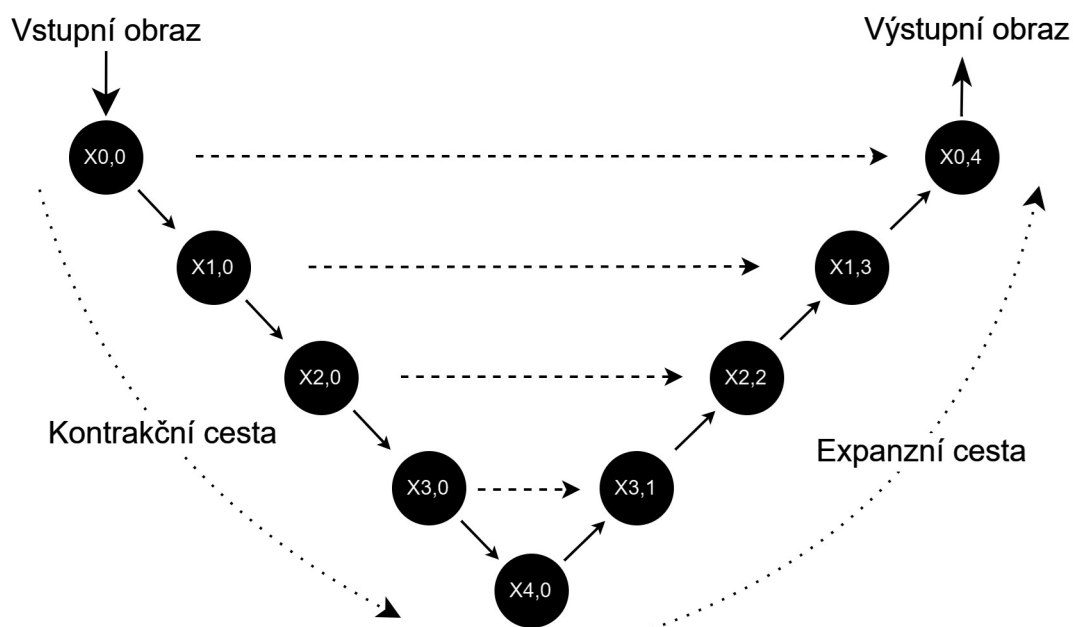 Vstupní obraz
Výstupní obraz
X0,0
X0,4
X1,0
X1,3
X2,0
X2,2
Kontrakční cesta
Expanzní cesta
X3,0
X3,1
X4,0